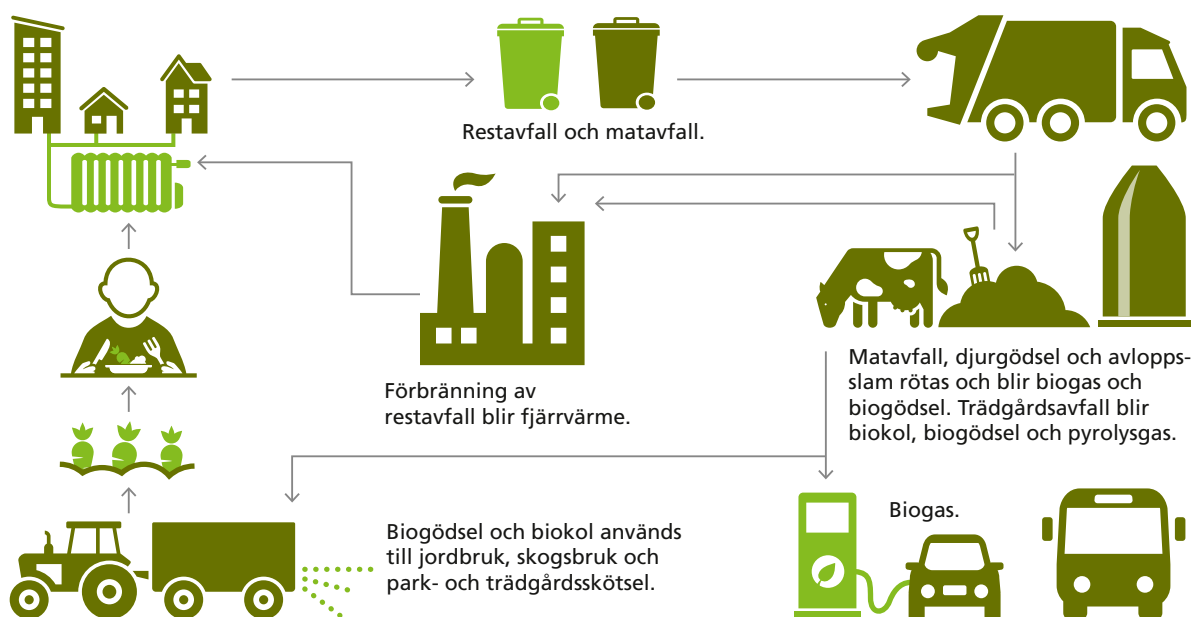 Restavfall och matavfall.
Förbränning av
restavfall blir fjärrvärme.
Matavfall, djurgödsel och avlopps-
slam rötas och blir biogas och
biogödsel. Trädgårdsavfall blir
biokol, biogödsel och pyrolysgas.
Biogödsel och biokol används
till jordbruk, skogsbruk och
park- och trädgårdsskötsel.
Biogas.